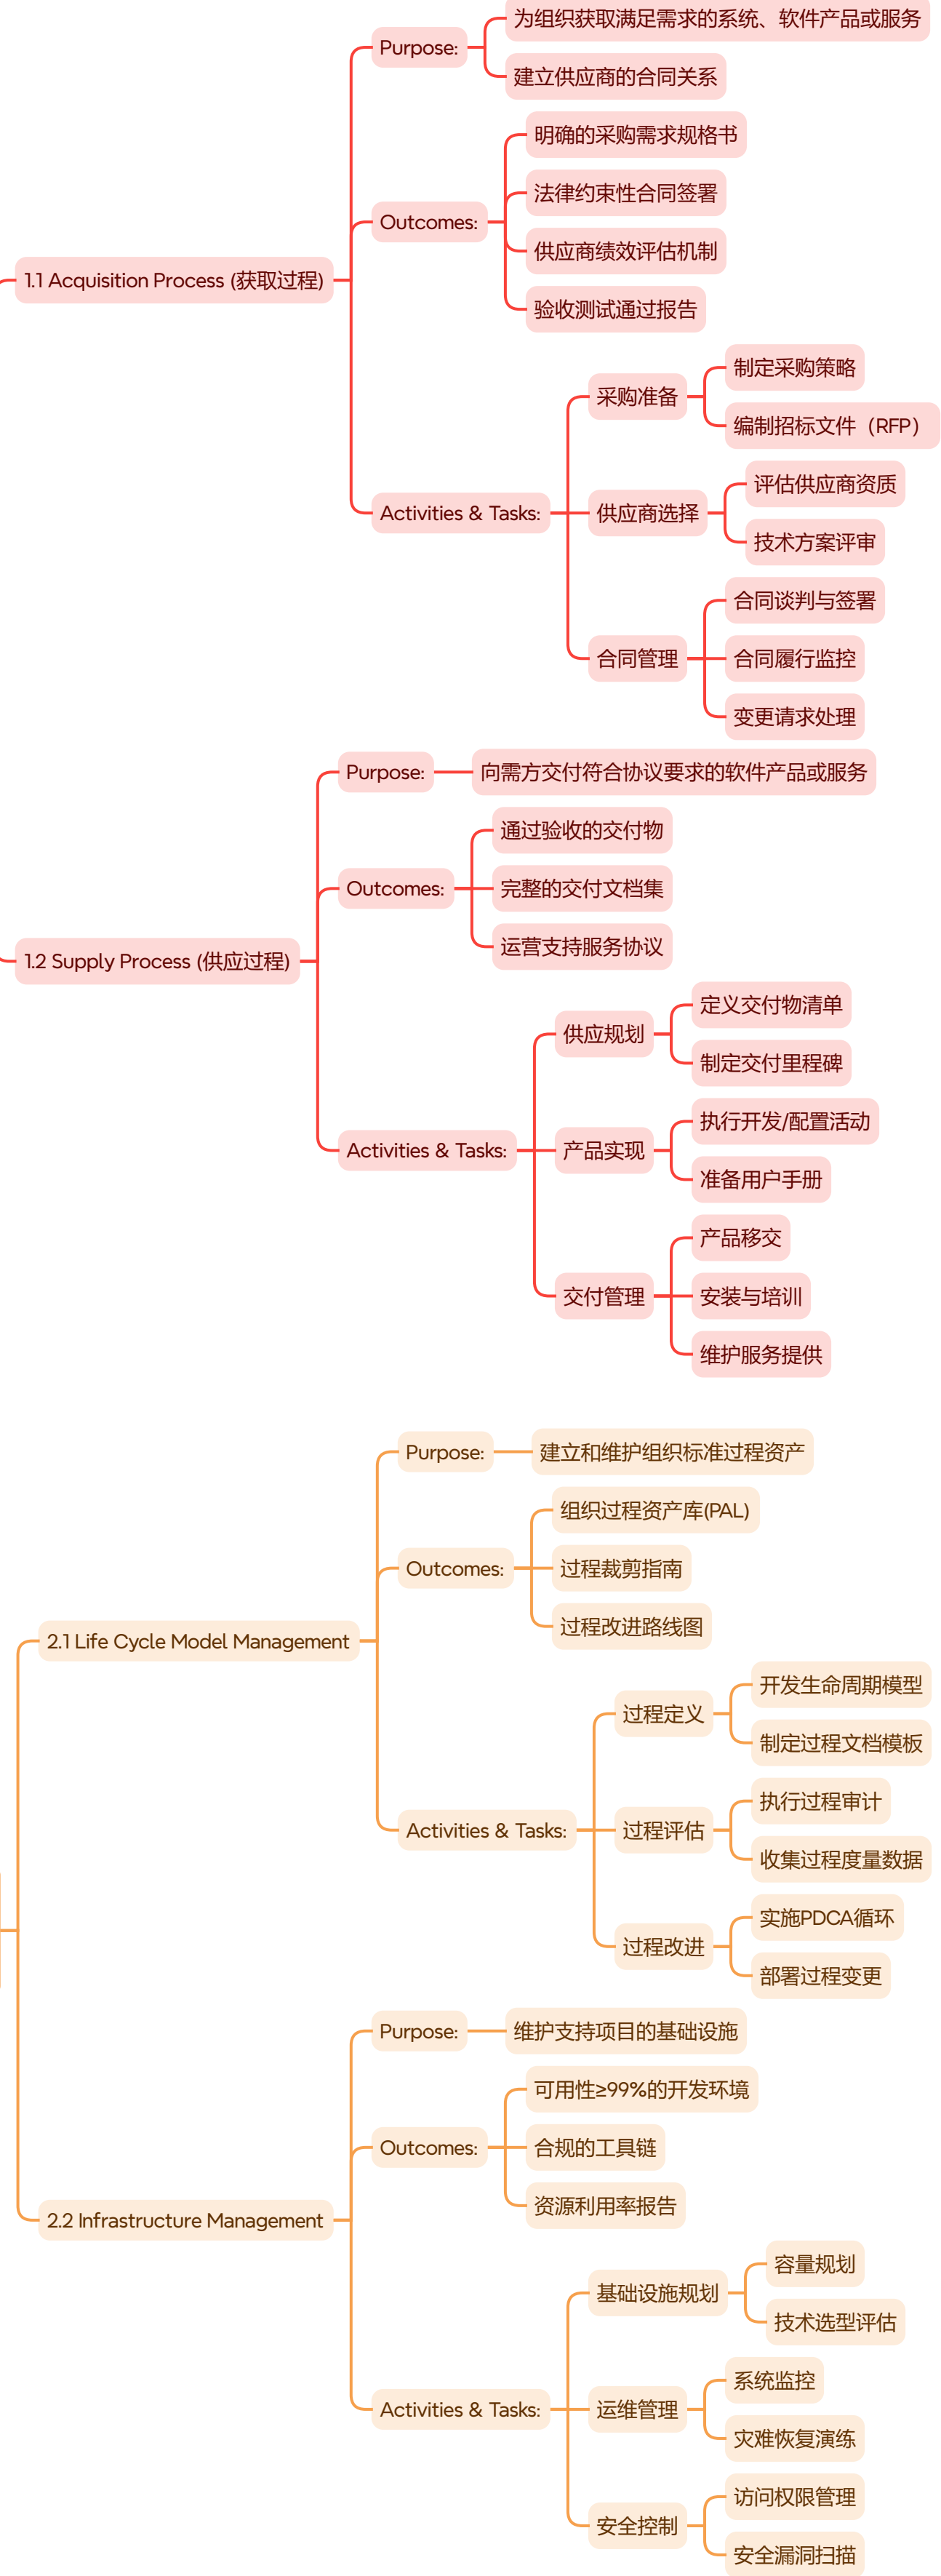 1.1 Acquisition Process (获取过程)
Purpose:
为组织获取满足需求的系统、软件产品或服务
建立供应商的合同关系
Outcomes:
明确的采购需求规格书
法律约束性合同签署
供应商绩效评估机制
验收测试通过报告
Activities & Tasks:
采购准备
制定采购策略
编制招标文件（RFP）
供应商选择
评估供应商资质
技术方案评审
合同管理
合同谈判与签署
合同履行监控
变更请求处理
1.2 Supply Process (供应过程)
Purpose:
向需方交付符合协议要求的软件产品或服务
Outcomes:
通过验收的交付物
完整的交付文档集
运营支持服务协议
Activities & Tasks:
供应规划
定义交付物清单
制定交付里程碑
产品实现
执行开发/配置活动
准备用户手册
交付管理
产品移交
安装与培训
维护服务提供
2.1 Life Cycle Model Management
Purpose:
建立和维护组织标准过程资产
Outcomes:
组织过程资产库(PAL)
过程裁剪指南
过程改进路线图
Activities & Tasks:
过程定义
开发生命周期模型
制定过程文档模板
过程评估
执行过程审计
收集过程度量数据
过程改进
实施PDCA循环
部署过程变更
2.2 Infrastructure Management
Purpose:
维护支持项目的基础设施
Outcomes:
可用性≥99%的开发环境
合规的工具链
资源利用率报告
Activities & Tasks:
基础设施规划
容量规划
技术选型评估
运维管理
系统监控
灾难恢复演练
安全控制
访问权限管理
安全漏洞扫描